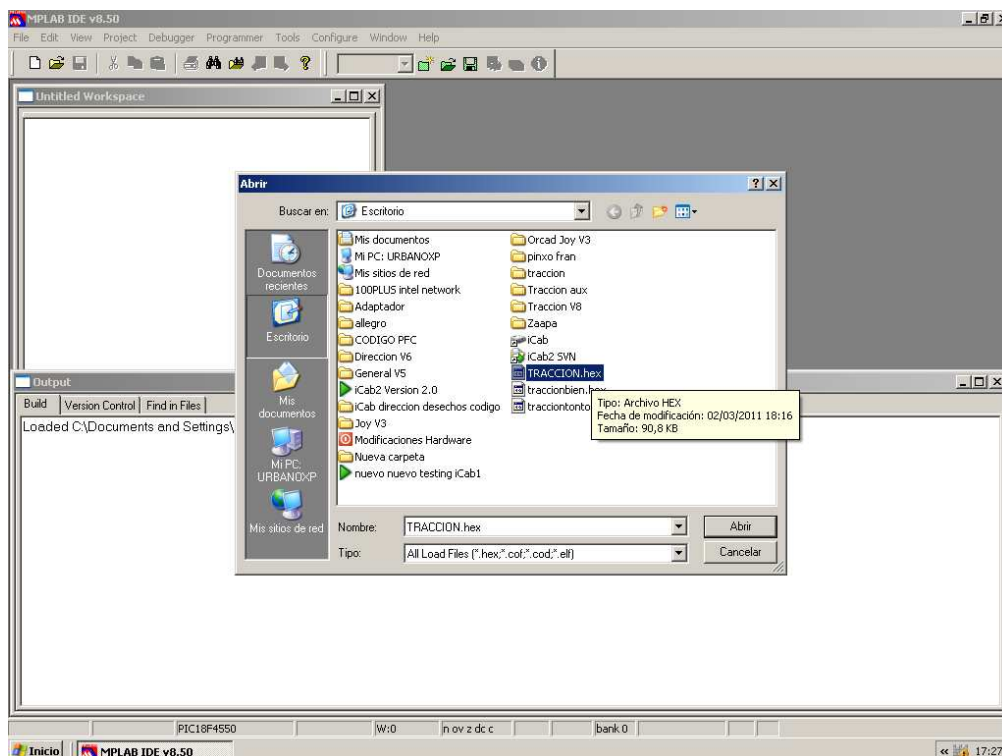 MPLAB IDE v8.50
File Edit View Project Debugger Programmer Tools Configure Window Help
Untitled Workspace
Abrir
Buscar en: Escritorio
Documentos recientes
Escritorio
Mis documentos
Mi PC: URBANOXP
Mis sitios de red
Mis documentos
Mi PC: URBANOXP
Mis sitios de red
100PLUS intel network
Adaptador
allegro
CODIGO PFC
Direccion V6
General V5
iCab2 Version 2.0
iCab direccion desechos codigo
Joy V3
Modificaciones Hardware
Nueva carpeta
nuevo nuevo testing iCab1
Orcad Joy V3
pinxo fran
traccion
Traccion aux
Traccion V8
Zaapa
iCab
iCab2 SVN
TRACCION.hex
traccionbien.hex
tracciontonto
Tipo: Archivo HEX
Fecha de modificación: 02/03/2011 18:16
Tamaño: 90,8 KB
Nombre: TRACCION.hex Abrir
Tipo: All Load Files (*.hex;*.cof;*.cod;*.elf) Cancelar
Output
Build Version Control Find in Files
Loaded C:\Documents and Settings\
PIC18F4550 W:0 n ov z dc c bank 0
Inicio MPLAB IDE v8.50 17:27